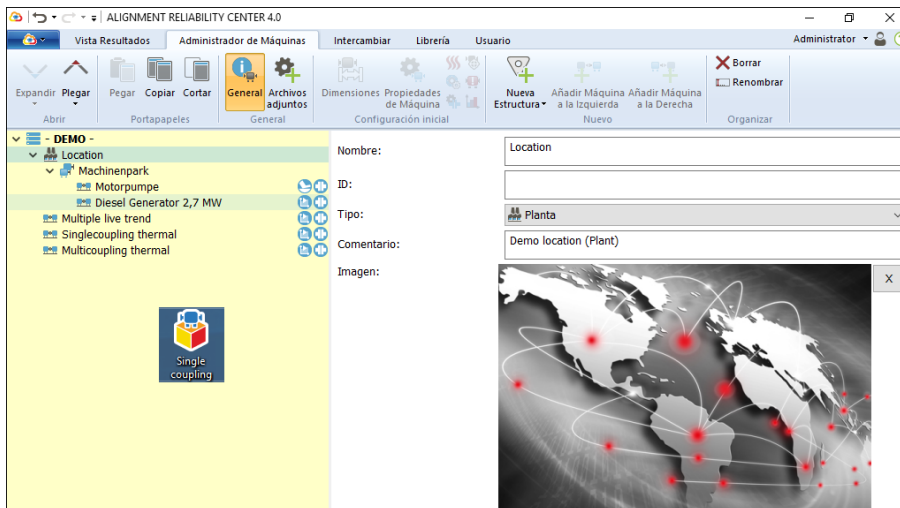 ALIGNMENT RELIABILITY CENTER 4.0
Vista Resultados
Administrador de Máquinas
Intercambiar
Librería
Usuario
Administrator
Expandir
Plegar
Pegar
Copiar
Cortar
General
Archivos
adjuntos
Dimensiones
Propiedades
de Máquina
Nueva
Estructura
Añadir Máquina
a la Izquierda
Añadir Máquina
a la Derecha
Borrar
Renombrar
Abrir
Portapapeles
General
Configuración inicial
Nuevo
Organizar
- DEMO -
Location
Machinenpark
Motorpumpe
Diesel Generator 2,7 MW
Multiple live trend
Singlecoupling thermal
Multicoupling thermal
Single
coupling
Nombre:
Location
ID:
Tipo:
Planta
Comentario:
Demo location (Plant)
Imagen:
X